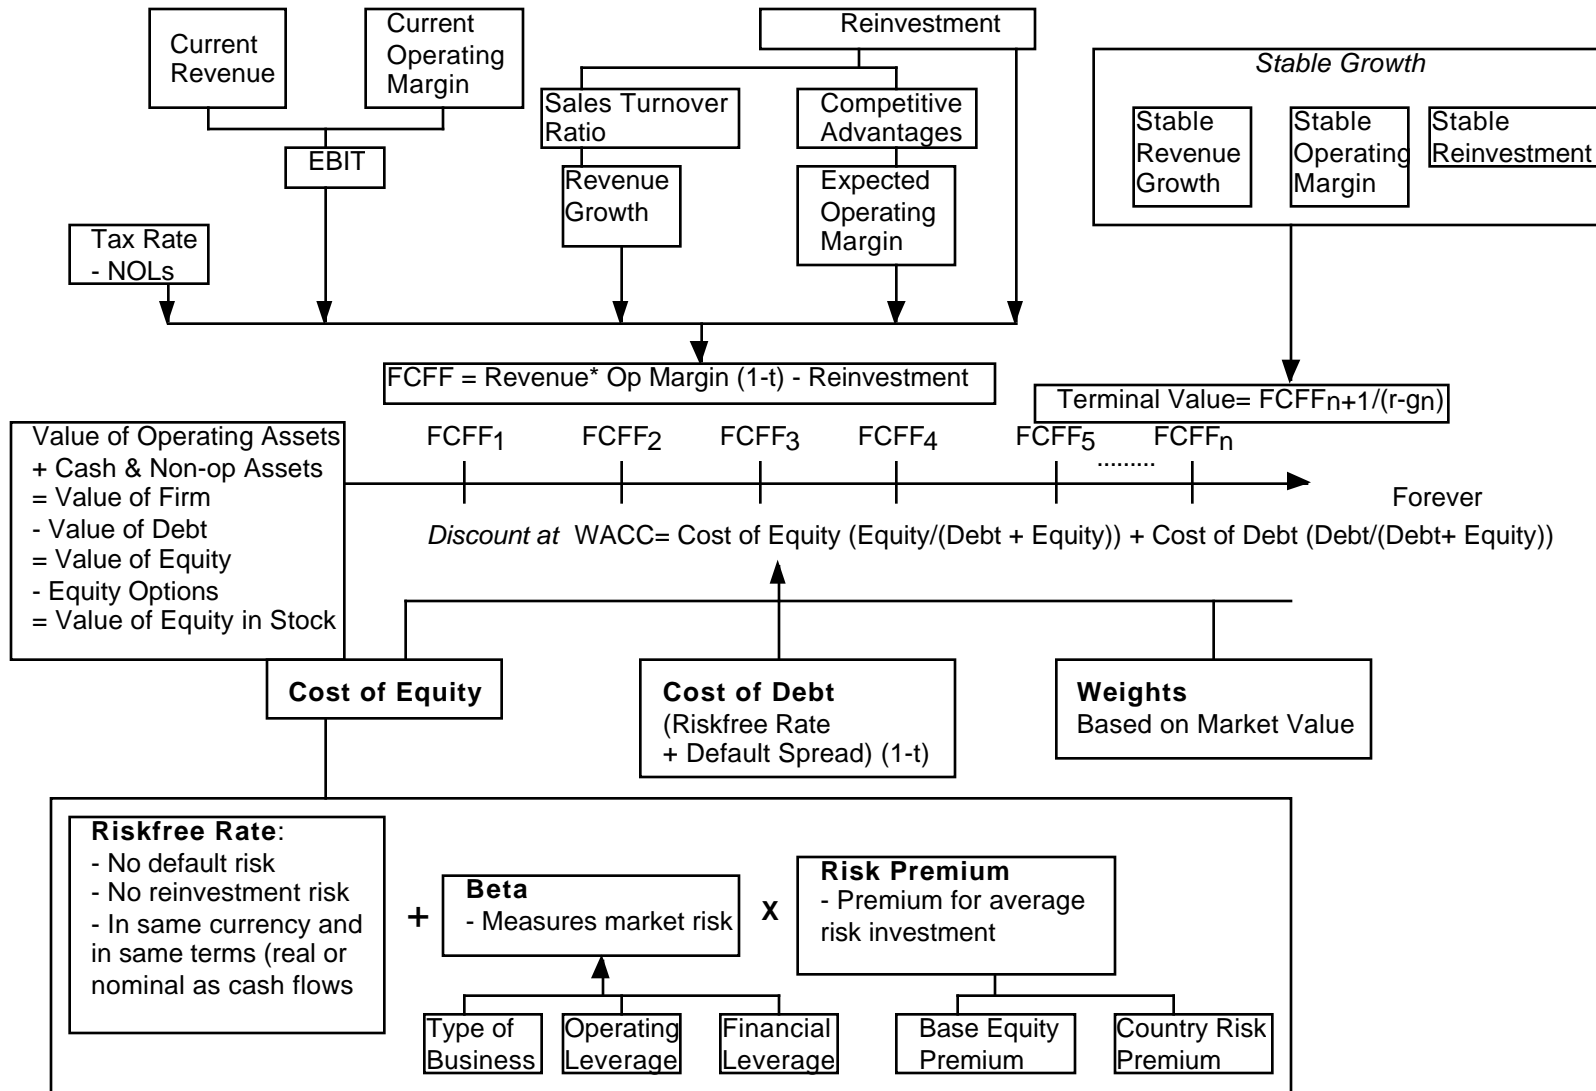 Current
Revenue
Current
Operating
Margin
Reinvestment
Stable Growth
Sales Turnover
Ratio
Competitive
Advantages
Stable
Revenue
Growth
Stable
Operating
Margin
Stable
Reinvestment
EBIT
Revenue
Growth
Expected
Operating
Margin
Tax Rate
- NOLs
FCFF = Revenue* Op Margin (1-t) - Reinvestment
Terminal Value= FCFFn+1/(r-gn)
Value of Operating Assets
+ Cash & Non-op Assets
= Value of Firm
- Value of Debt
= Value of Equity
- Equity Options
= Value of Equity in Stock
FCFF1
FCFF2
FCFF3
FCFF4
FCFF5
.........
FCFFn
Forever
Discount at WACC= Cost of Equity (Equity/(Debt + Equity)) + Cost of Debt (Debt/(Debt+ Equity))
Cost of Equity
Cost of Debt
(Riskfree Rate
+ Default Spread) (1-t)
Weights
Based on Market Value
Riskfree Rate:
- No default risk
- No reinvestment risk
- In same currency and
in same terms (real or
nominal as cash flows
+
Beta
- Measures market risk
X
Risk Premium
- Premium for average
risk investment
Type of
Business
Operating
Leverage
Financial
Leverage
Base Equity
Premium
Country Risk
Premium